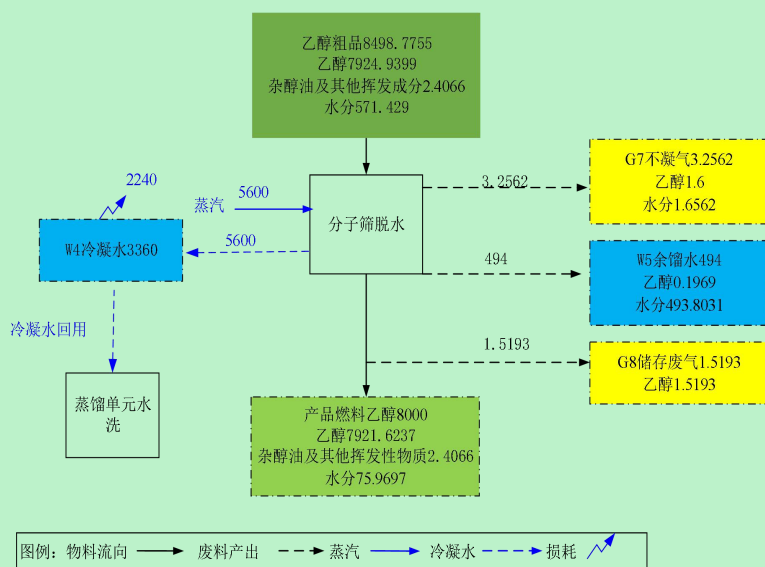 乙醇粗品8498.7755
乙醇7924.9399
杂醇油及其他挥发成分2.4066
水分571.429
2240
蒸汽
5600
5600
W4冷凝水3360
分子筛脱水
3.2562
G7不凝气3.2562
乙醇1.6
水分1.6562
494
W5余馏水494
乙醇0.1969
水分493.8031
冷凝水回用
1.5193
G8储存废气1.5193
乙醇1.5193
蒸馏单元水
洗
产品燃料乙醇8000
乙醇7921.6237
杂醇油及其他挥发性物质2.4066
水分75.9697
图例：物料流向 废料产出 蒸汽 冷凝水 损耗